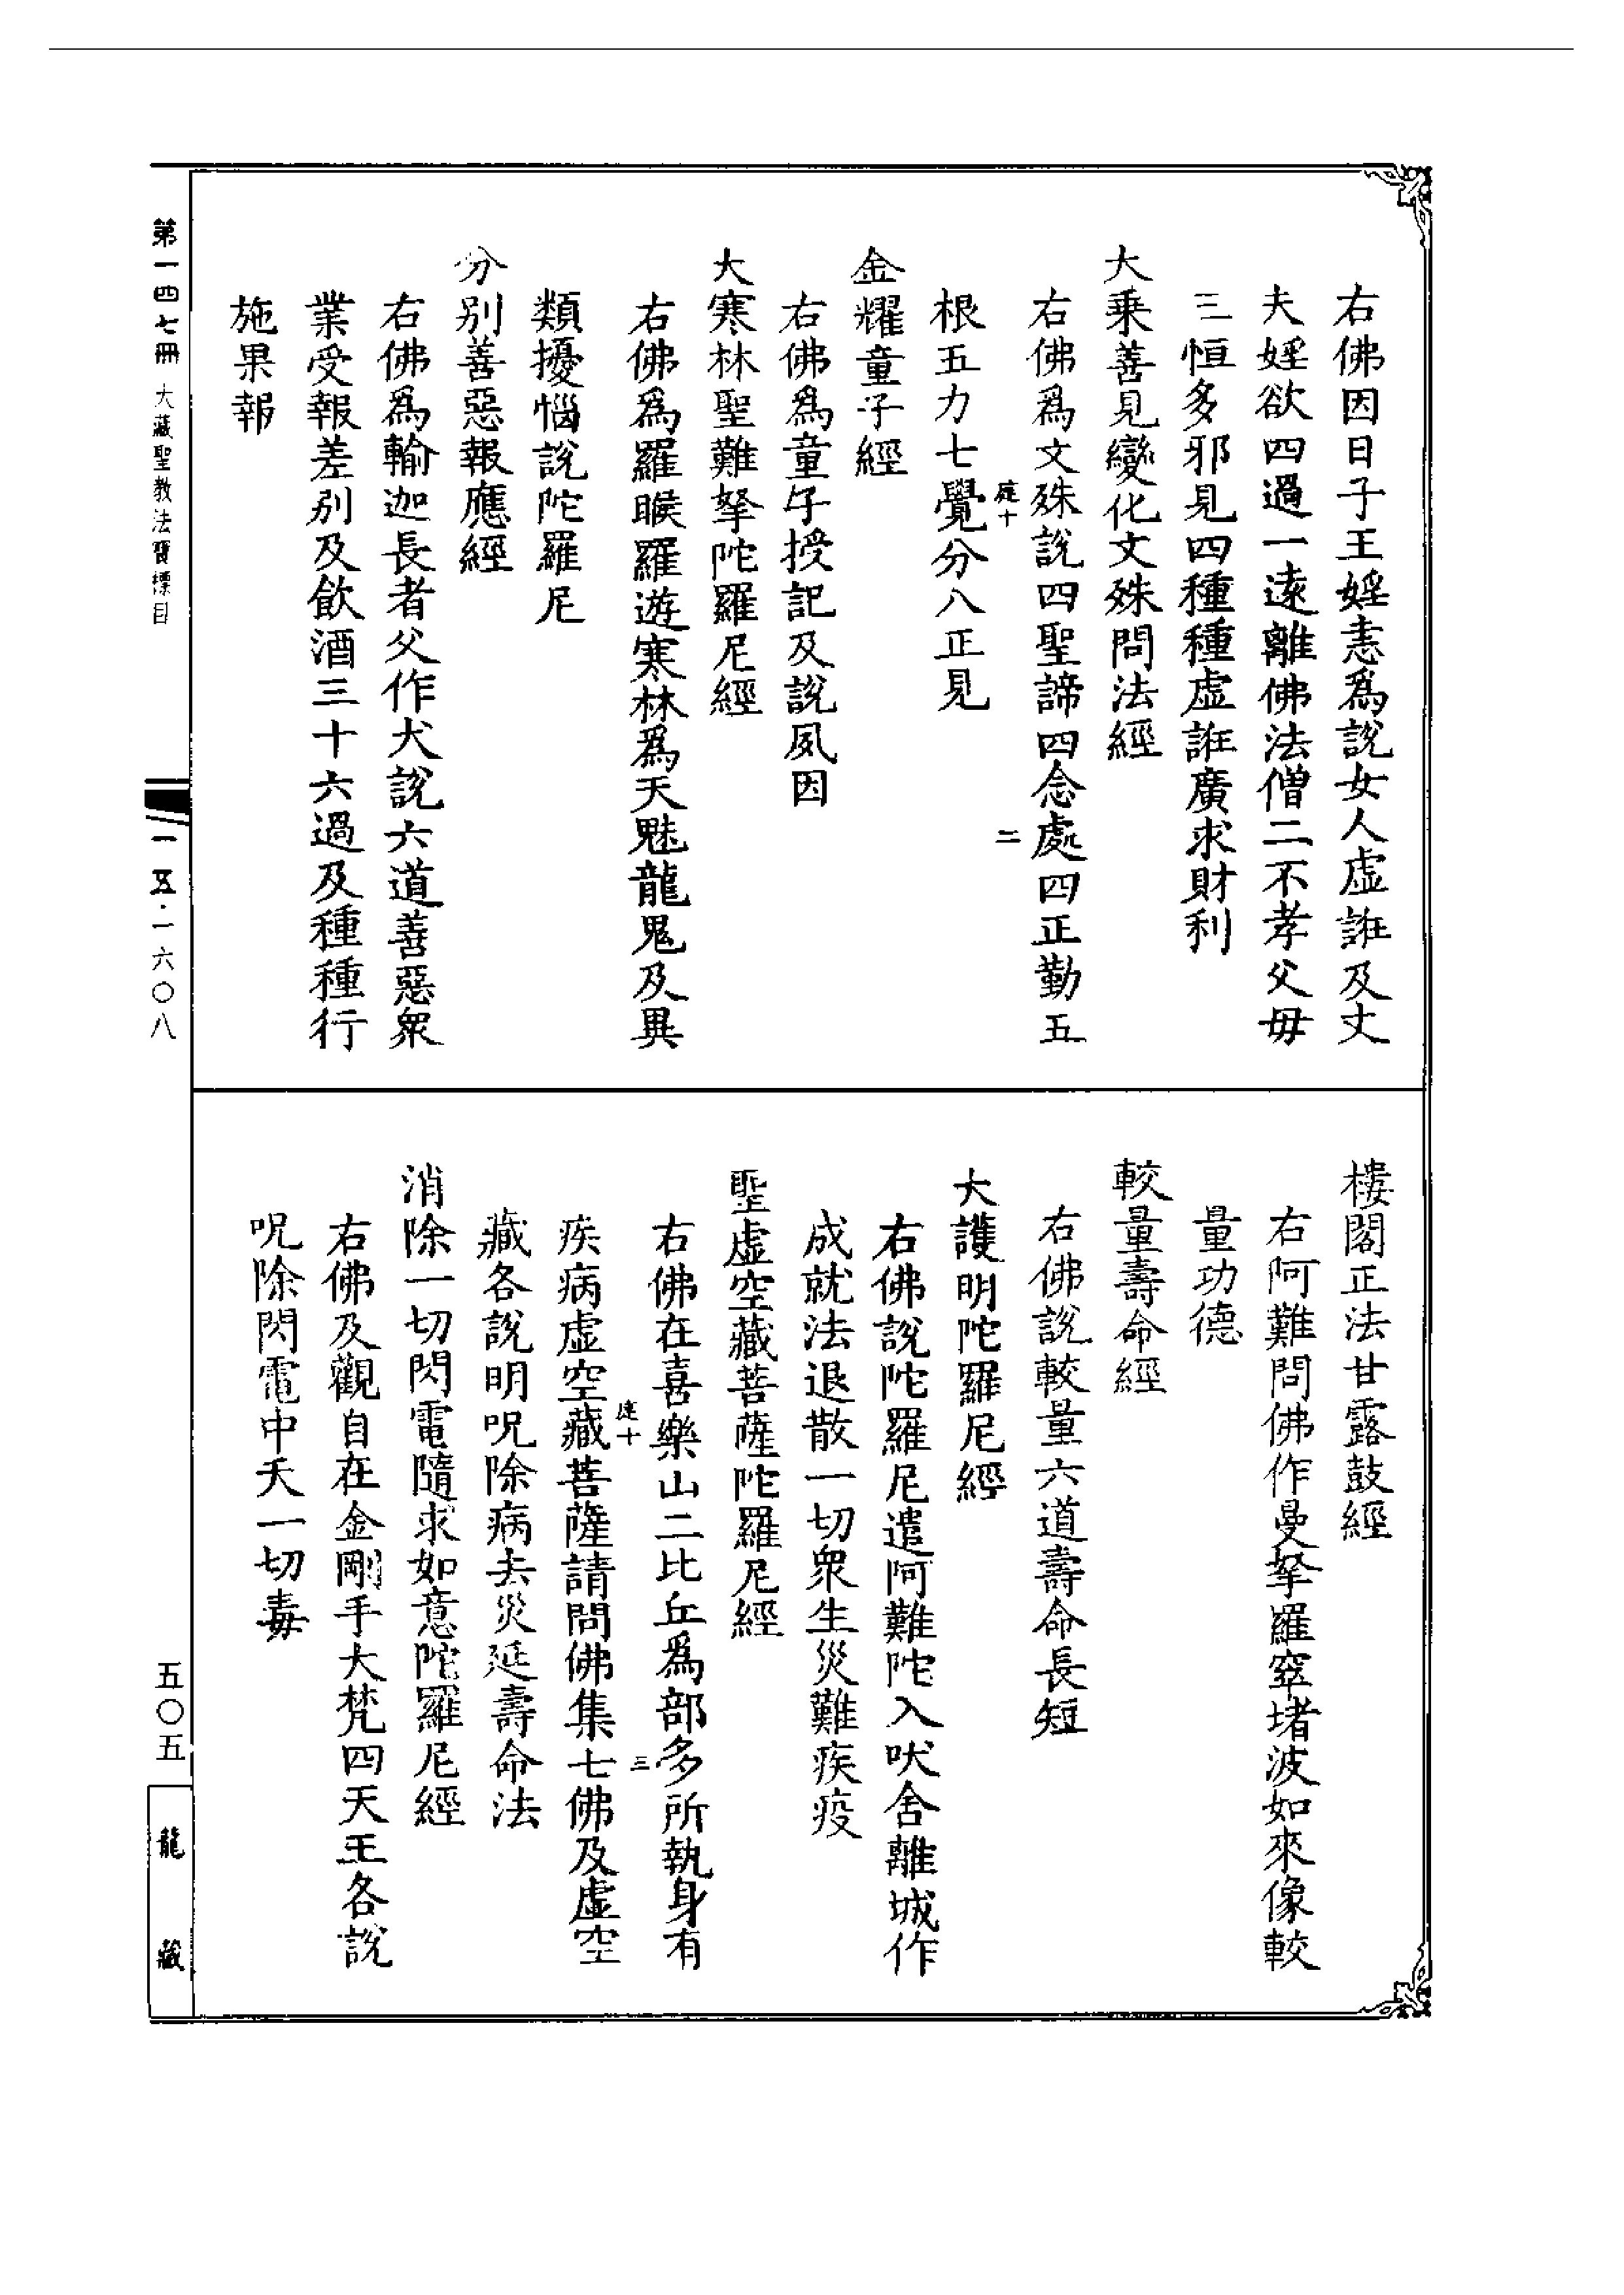 右佛因日子王婬恚爲說女人虛誑及丈
夫婬欲四過一遠離佛法僧二不孝父毋
三恒多邪見四種種虛誑廣求財利
大乗善見變化文殊問法經
右佛爲文殊說四聖諦四念處四正勤五
十
二
根五力七覺分八正見
金耀童子經
右佛爲童子授記及說夙因
大寒林聖難拏陀羅尼經
右佛爲羅睺羅遊寒林爲天魅龍鬼及異
類擾惱說陀羅尼
分别善惡報應經
右佛爲輸迦長者父作犬說六道善惡衆
業受報差别及飲酒三十六過及種種行
施果報
樓閣正法甘露鼓經
右阿難問佛作曼拏羅窣堵波如來像較
量功德
較量壽命經
右佛說較量六道壽命長短
大護明陀羅尼經
右佛說陀羅尼遣阿難陀入吠舍離城作
成就法退散一切衆生災難疾疫
聖虛空藏菩薩陀羅尼經
右佛在喜樂山二比丘爲部多所執身有
十
三
疾病虛空藏菩薩請問佛集七佛及虛空
藏各說明呪除病去災延壽命法
消除一切閃電隨求如意陀羅尼經
右佛及觀自在金剛手大梵四天王各說
呪除閃電中天一切毒
第一四七冊 大藏聖教法寶標目
一五·一六〇八
五〇五
龍藏